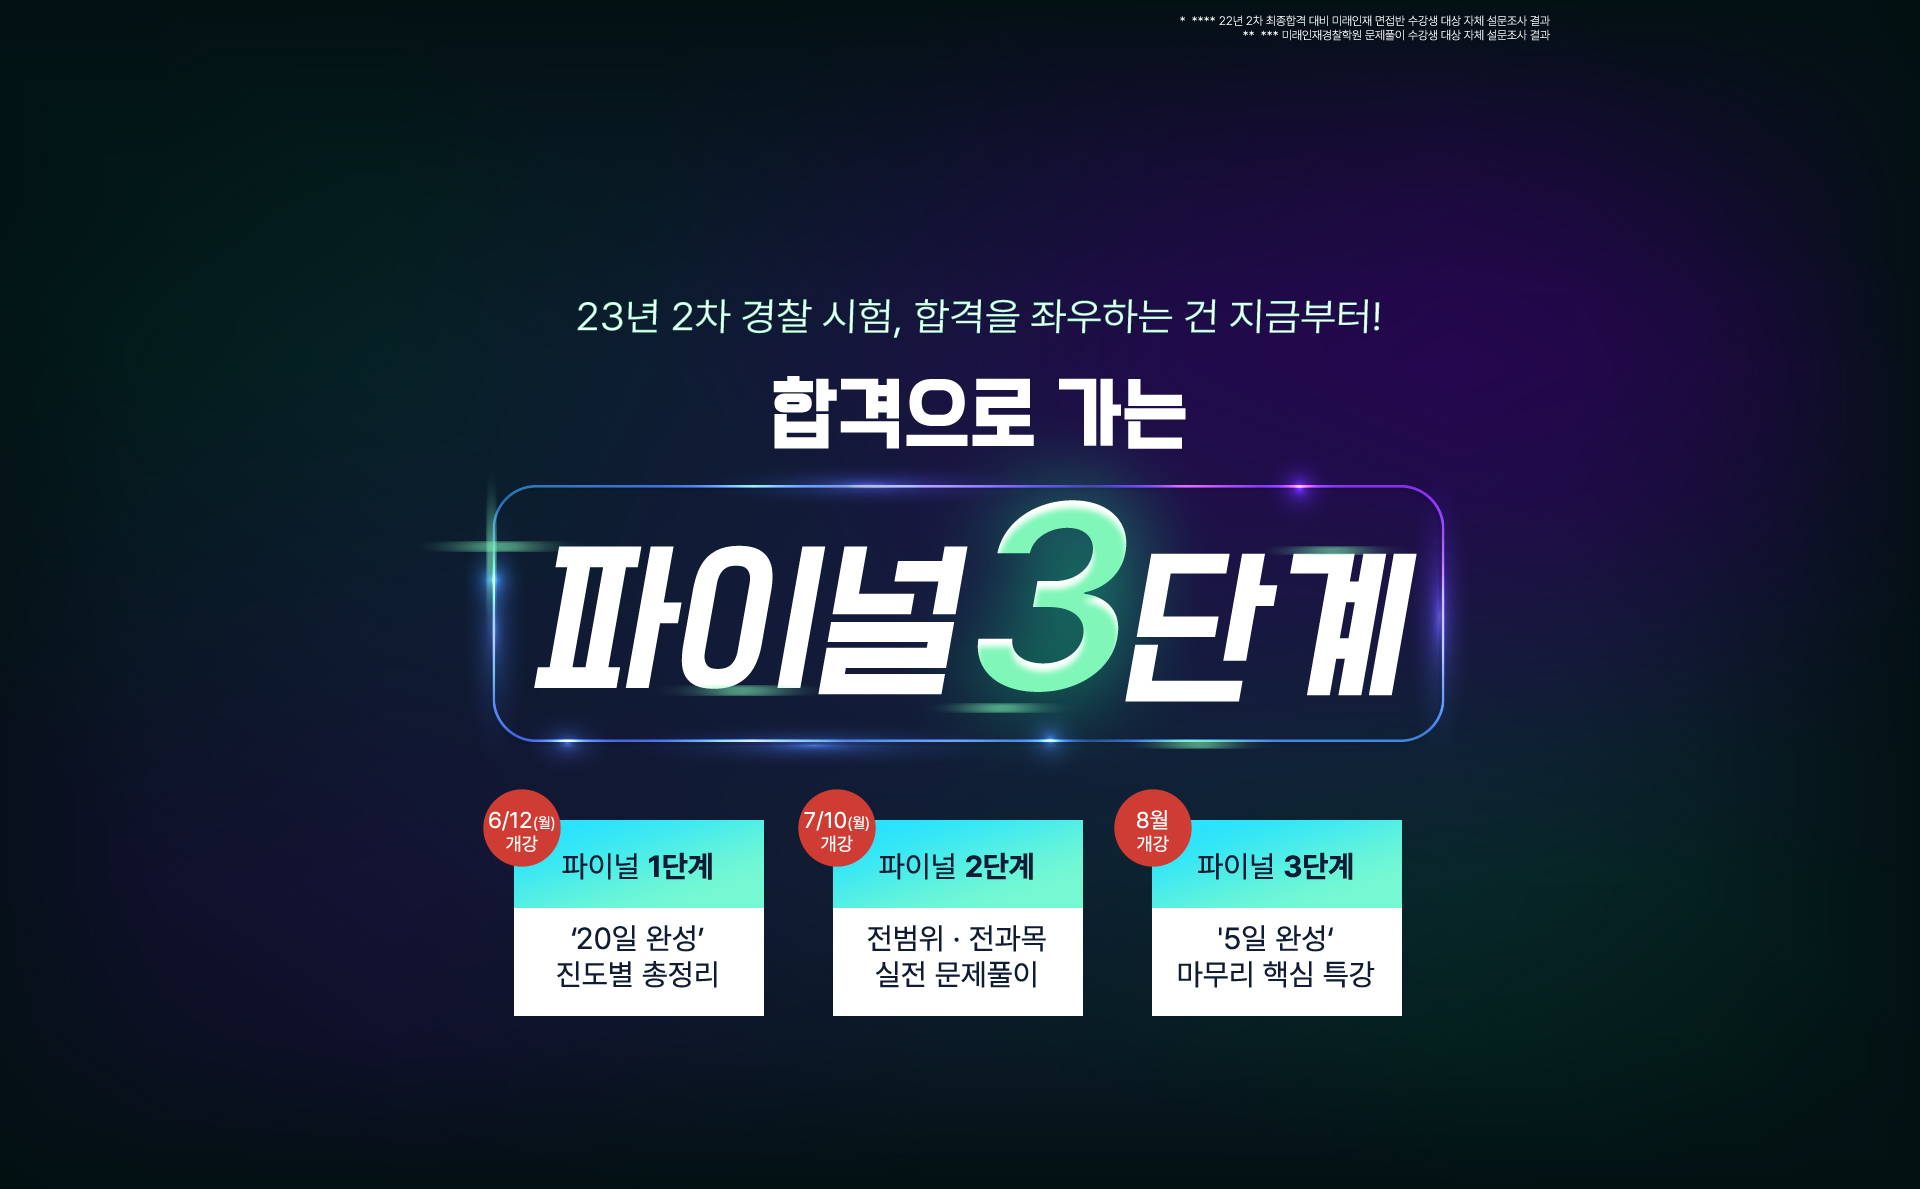 * **** 22년 2차 최종합격 대비 미래인재 면접반 수강생 대상 자체 설문조사 결과
** *** 미래인재경찰학원 문제풀이 수강생 대상 자체 설문조사 결과
23년 2차 경찰 시험, 합격을 좌우하는 건 지금부터!
합격으로 가는
파이널 3단계
6/12(월)
개강
파이널 1단계
‘20일 완성’
진도별 총정리
7/10(월)
개강
파이널 2단계
전범위 · 전과목
실전 문제풀이
8월
개강
파이널 3단계
'5일 완성‘
마무리 핵심 특강